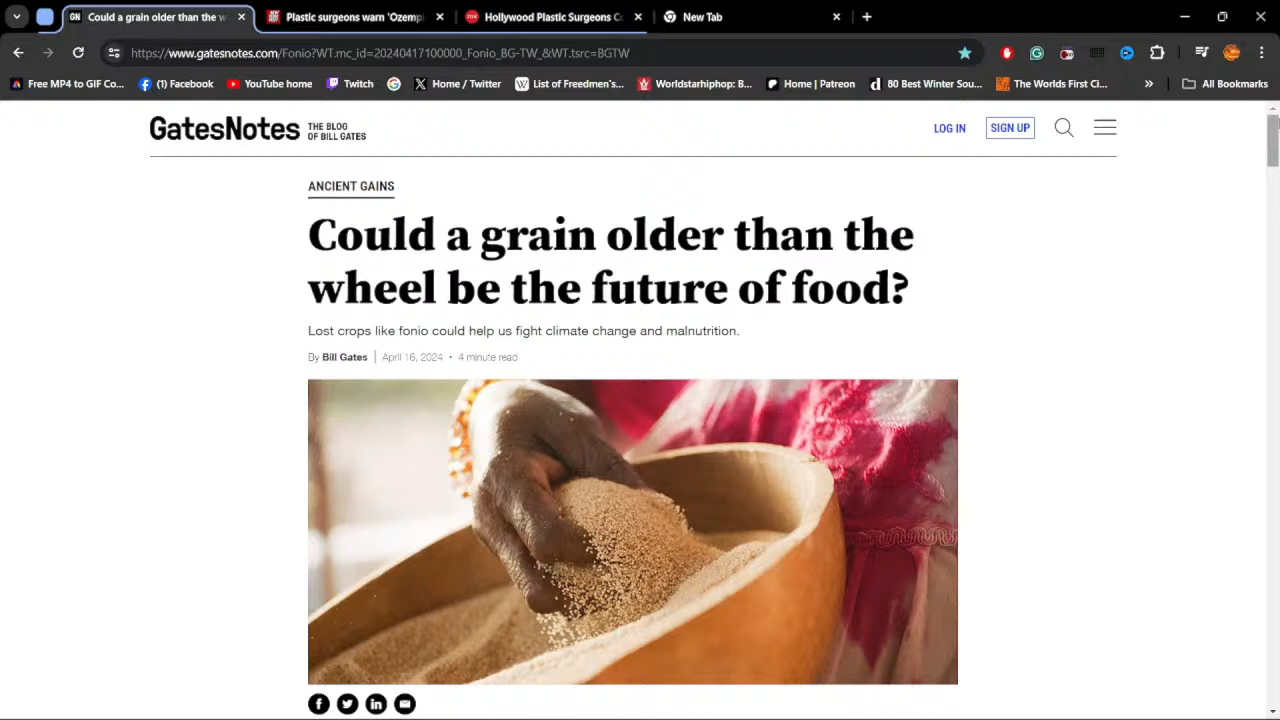 Could a grain older than the w
Plastic surgeons warn 'Ozemp
Hollywood Plastic Surgeons Co
New Tab
https://www.gatesnotes.com/Fonio?WT.mc_id=20240417100000_Fonio_BG-TW_&WT.tsrc=BGTW
Free MP4 to GIF Co...
(1) Facebook
YouTube home
Twitch
Home / Twitter
List of Freedmen's...
Worldstarhiphop: B...
Home | Patreon
80 Best Winter Sou...
The Worlds First Cl...
All Bookmarks
GatesNotes
THE BLOG
OF BILL GATES
LOG IN
SIGN UP
ANCIENT GAINS
Could a grain older than the
wheel be the future of food?
Lost crops like fonio could help us fight climate change and malnutrition.
By Bill Gates | April 16, 2024 • 4 minute read